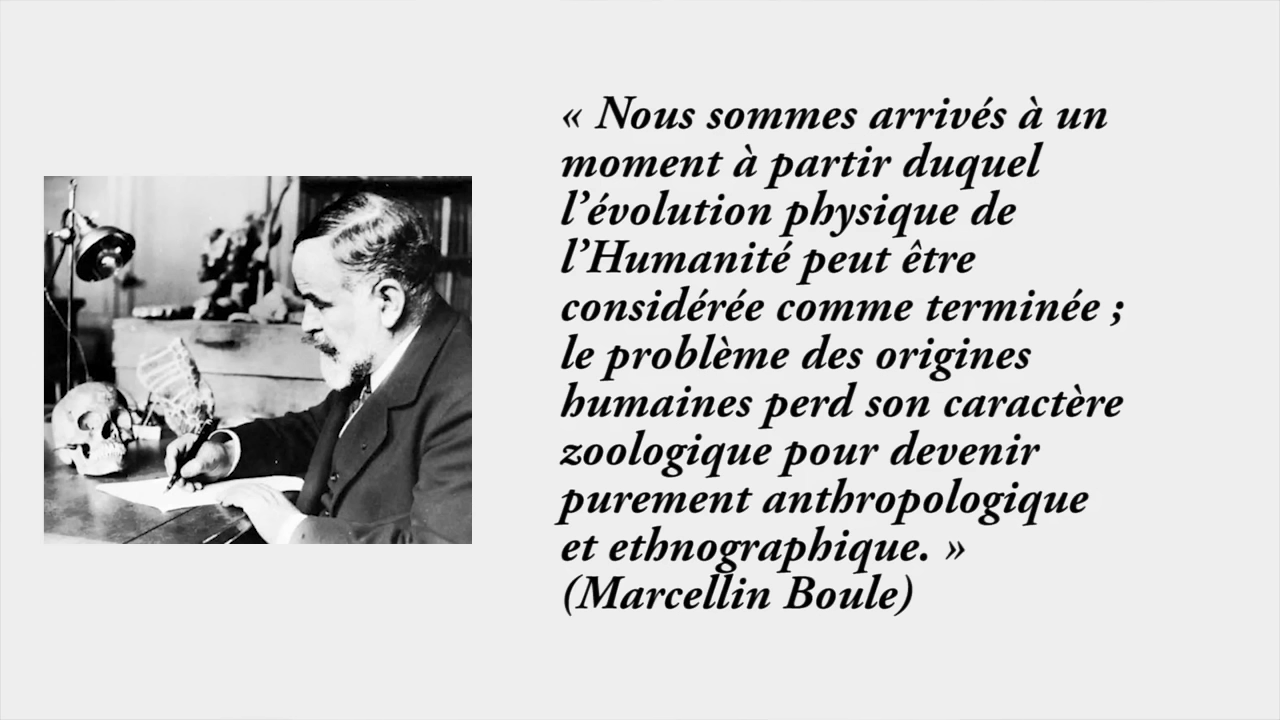 « Nous sommes arrivés à un
moment à partir duquel
l’évolution physique de
l’Humanité peut être
considérée comme terminée ;
le problème des origines
humaines perd son caractère
zoologique pour devenir
purement anthropologique
et ethnographique. »
(Marcellin Boule)